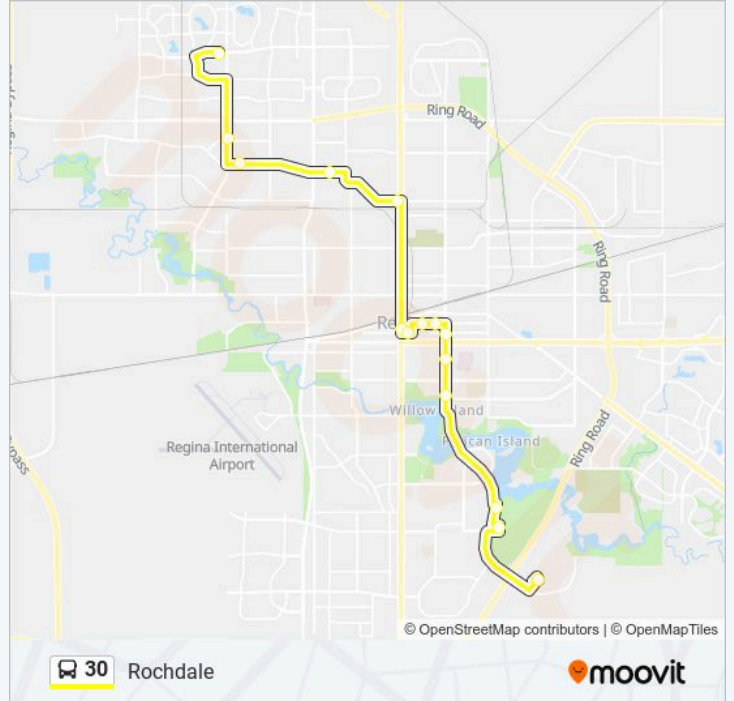 Ring Road
Ring Road
Re
Willow Island
Pelican Island
Ring Road
Regina International
Airport
© OpenStreetMap contributors | © OpenMapTiles
30 Rochdale
moovit